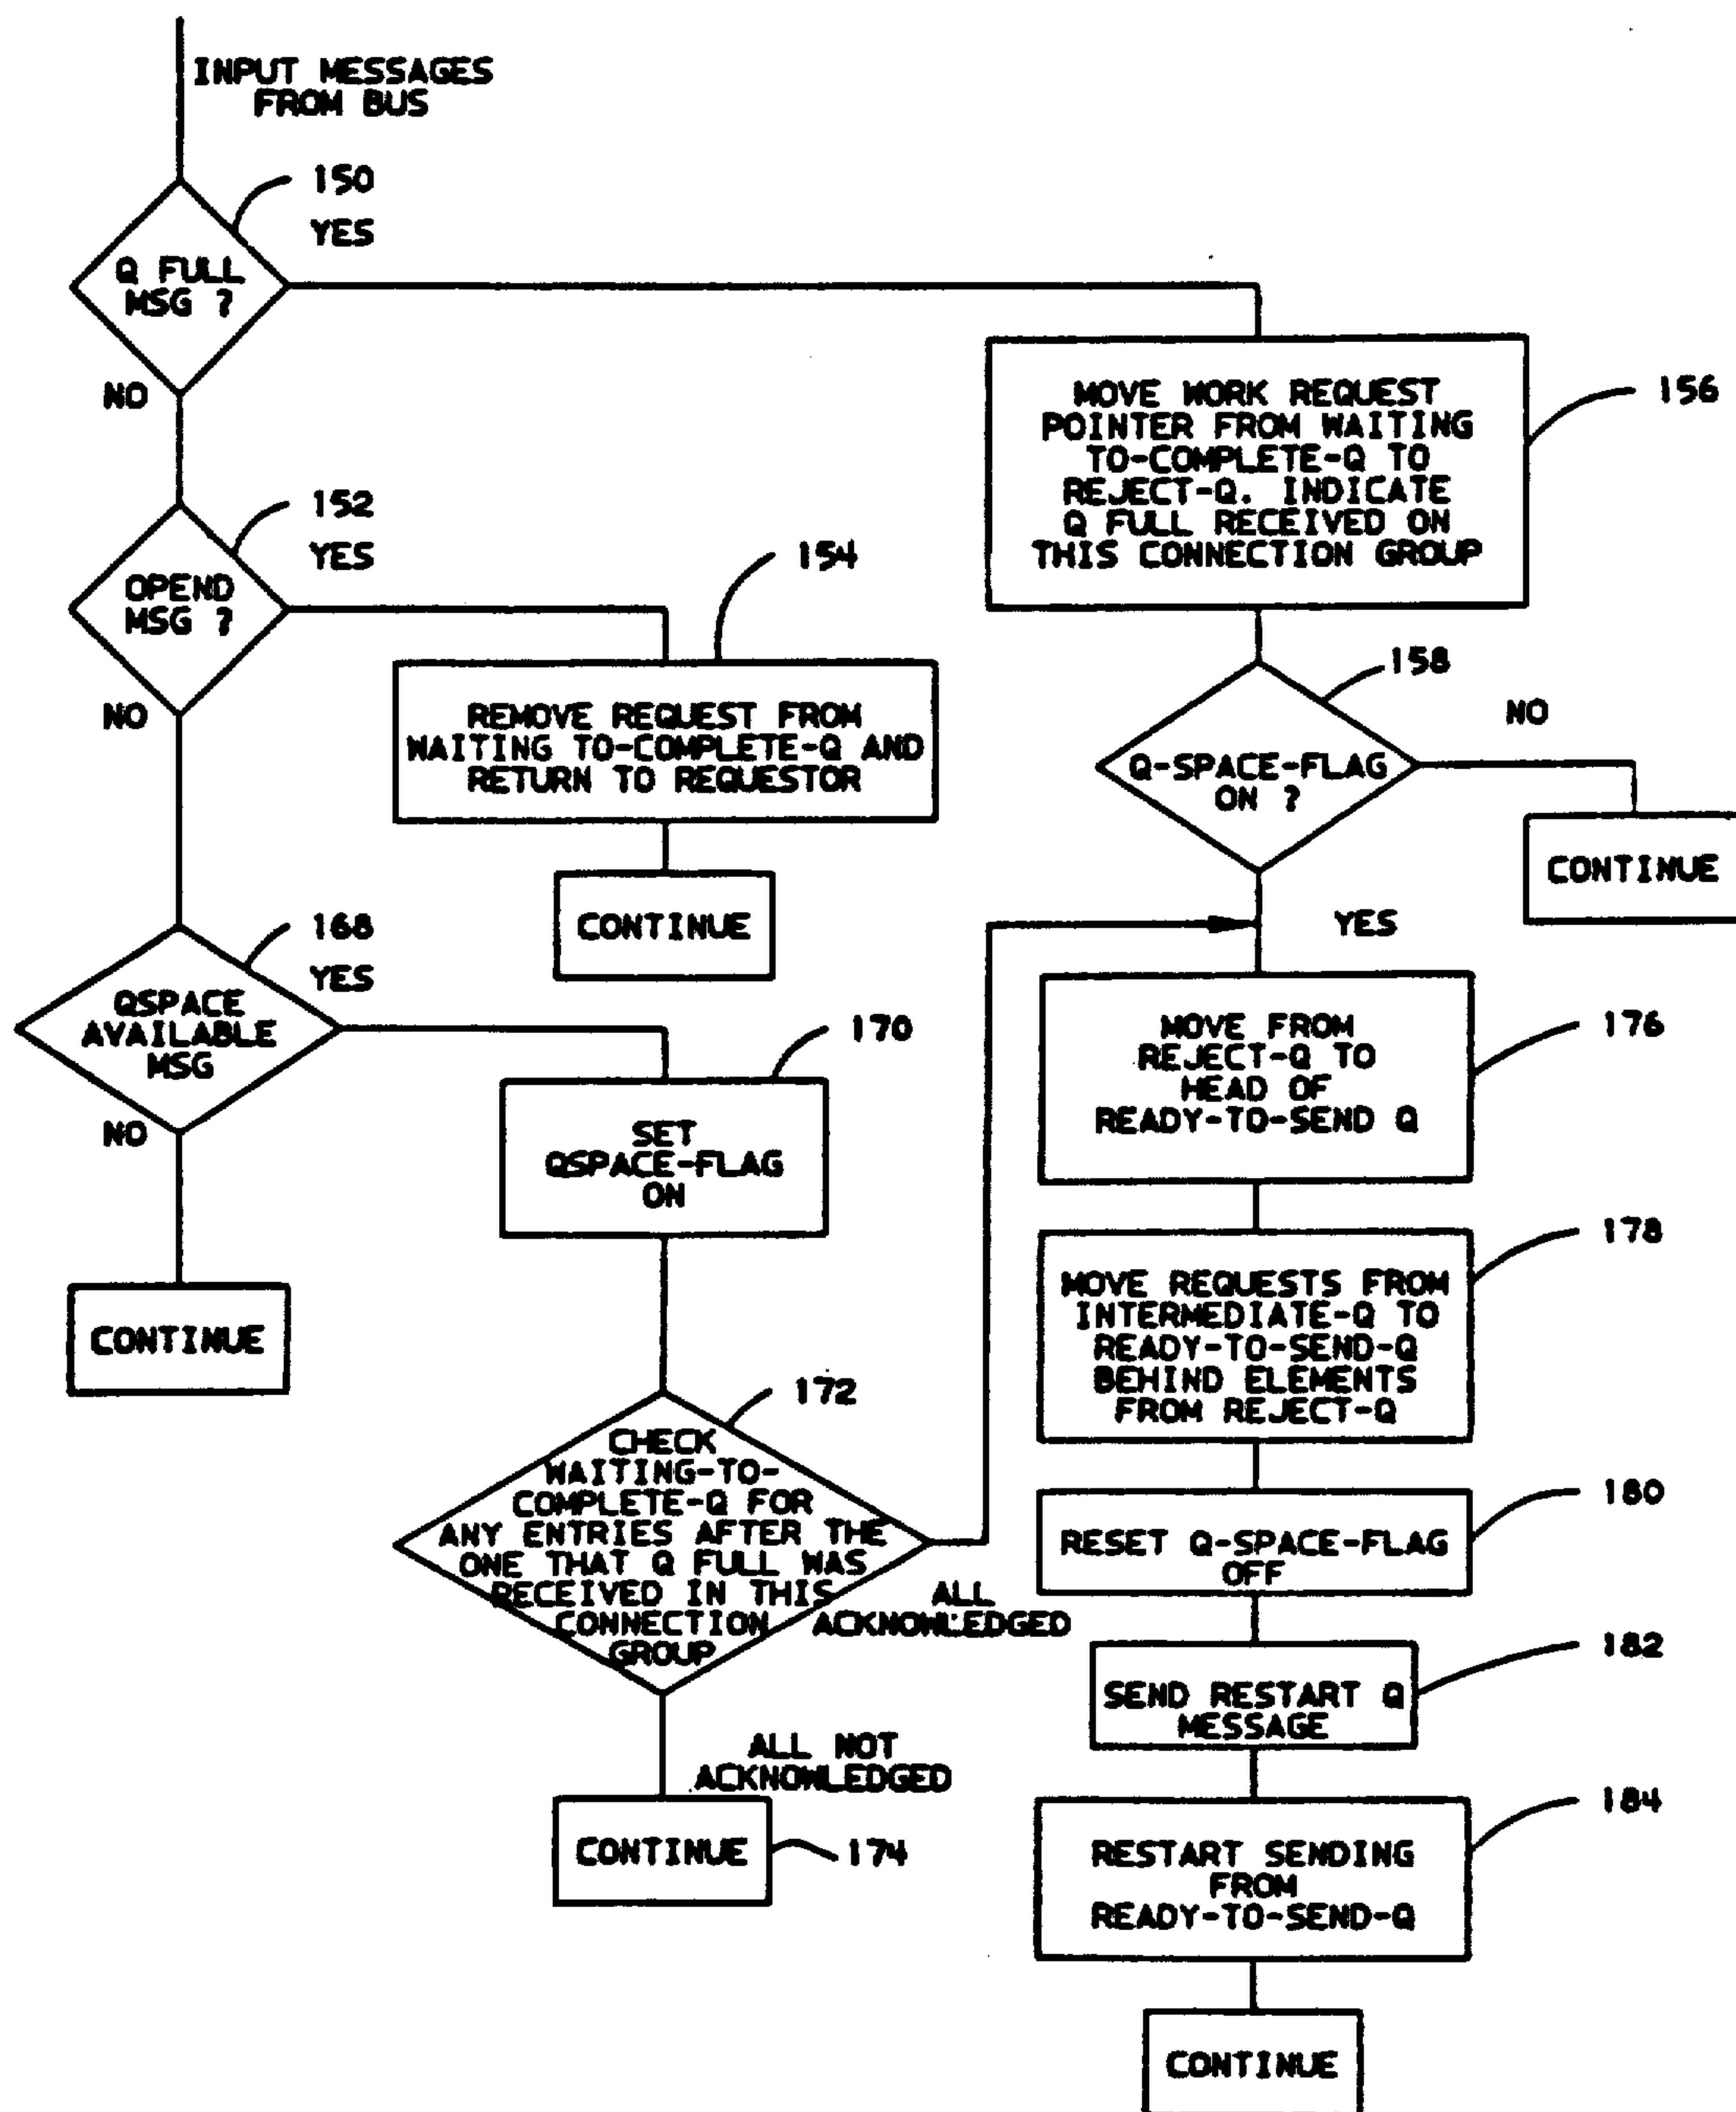 INPUT MESSAGES
FROM BUS
150
YES
Q FULL
MSG ?
NO
MOVE WORK REQUEST
POINTER FROM WAITING
TO-COMPLETE-Q TO
REJECT-Q. INDICATE
Q FULL RECEIVED ON
THIS CONNECTION GROUP
156
152
YES
OPEND
MSG ?
NO
154
REMOVE REQUEST FROM
WAITING TO-COMPLETE-Q AND
RETURN TO REQUESTOR
CONTINUE
158
NO
Q-SPACE-FLAG
ON ?
CONTINUE
YES
168
YES
QSPACE
AVAILABLE
MSG
NO
CONTINUE
170
SET
QSPACE-FLAG
ON
172
CHECK
WAITING-TO-
COMPLETE-Q FOR
ANY ENTRIES AFTER THE
ONE THAT Q FULL WAS
RECEIVED IN THIS
CONNECTION
GROUP
ALL
ACKNOWLEDGED
ALL NOT
ACKNOWLEDGED
CONTINUE
174
MOVE FROM
REJECT-Q TO
HEAD OF
READY-TO-SEND Q
176
MOVE REQUESTS FROM
INTERMEDIATE-Q TO
READY-TO-SEND-Q
BEHIND ELEMENTS
FROM REJECT-Q
178
RESET Q-SPACE-FLAG
OFF
180
SEND RESTART Q
MESSAGE
182
RESTART SENDING
FROM
READY-TO-SEND-Q
184
CONTINUE